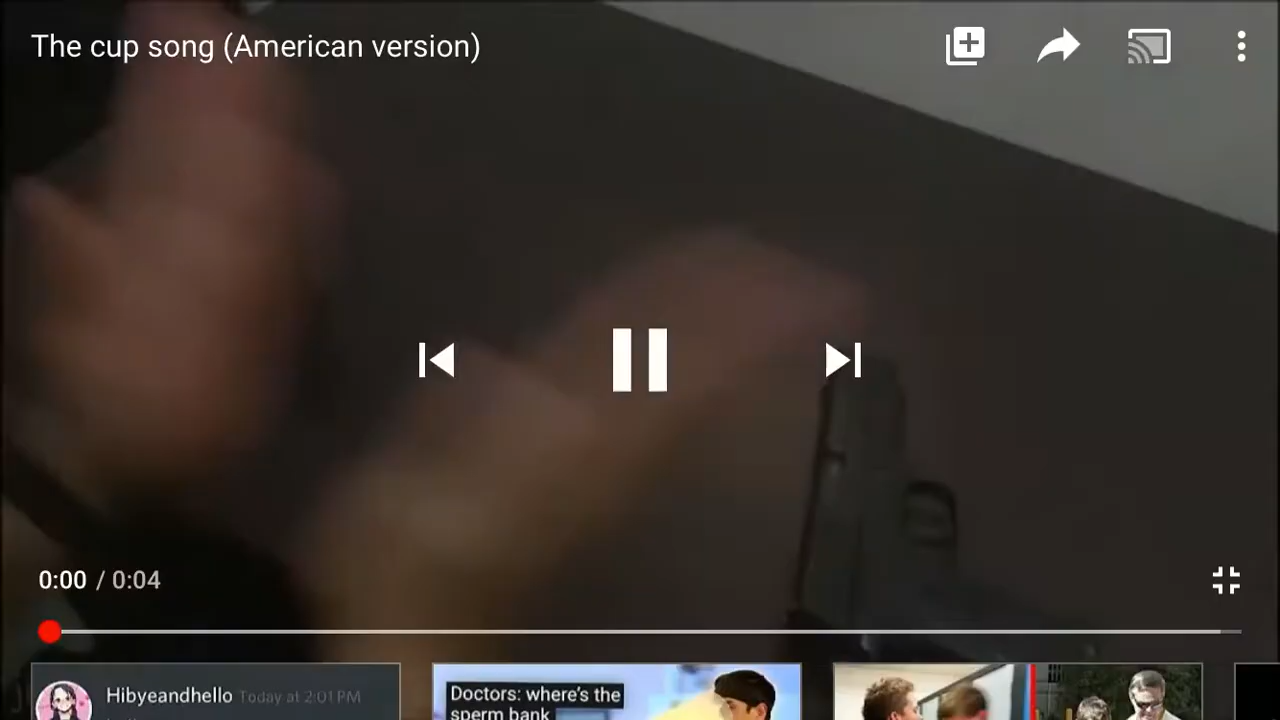 The cup song (American version)
0:00 / 0:04
Hibyeandhello Today at 2:01 PM
Doctors: where's the
sperm bank